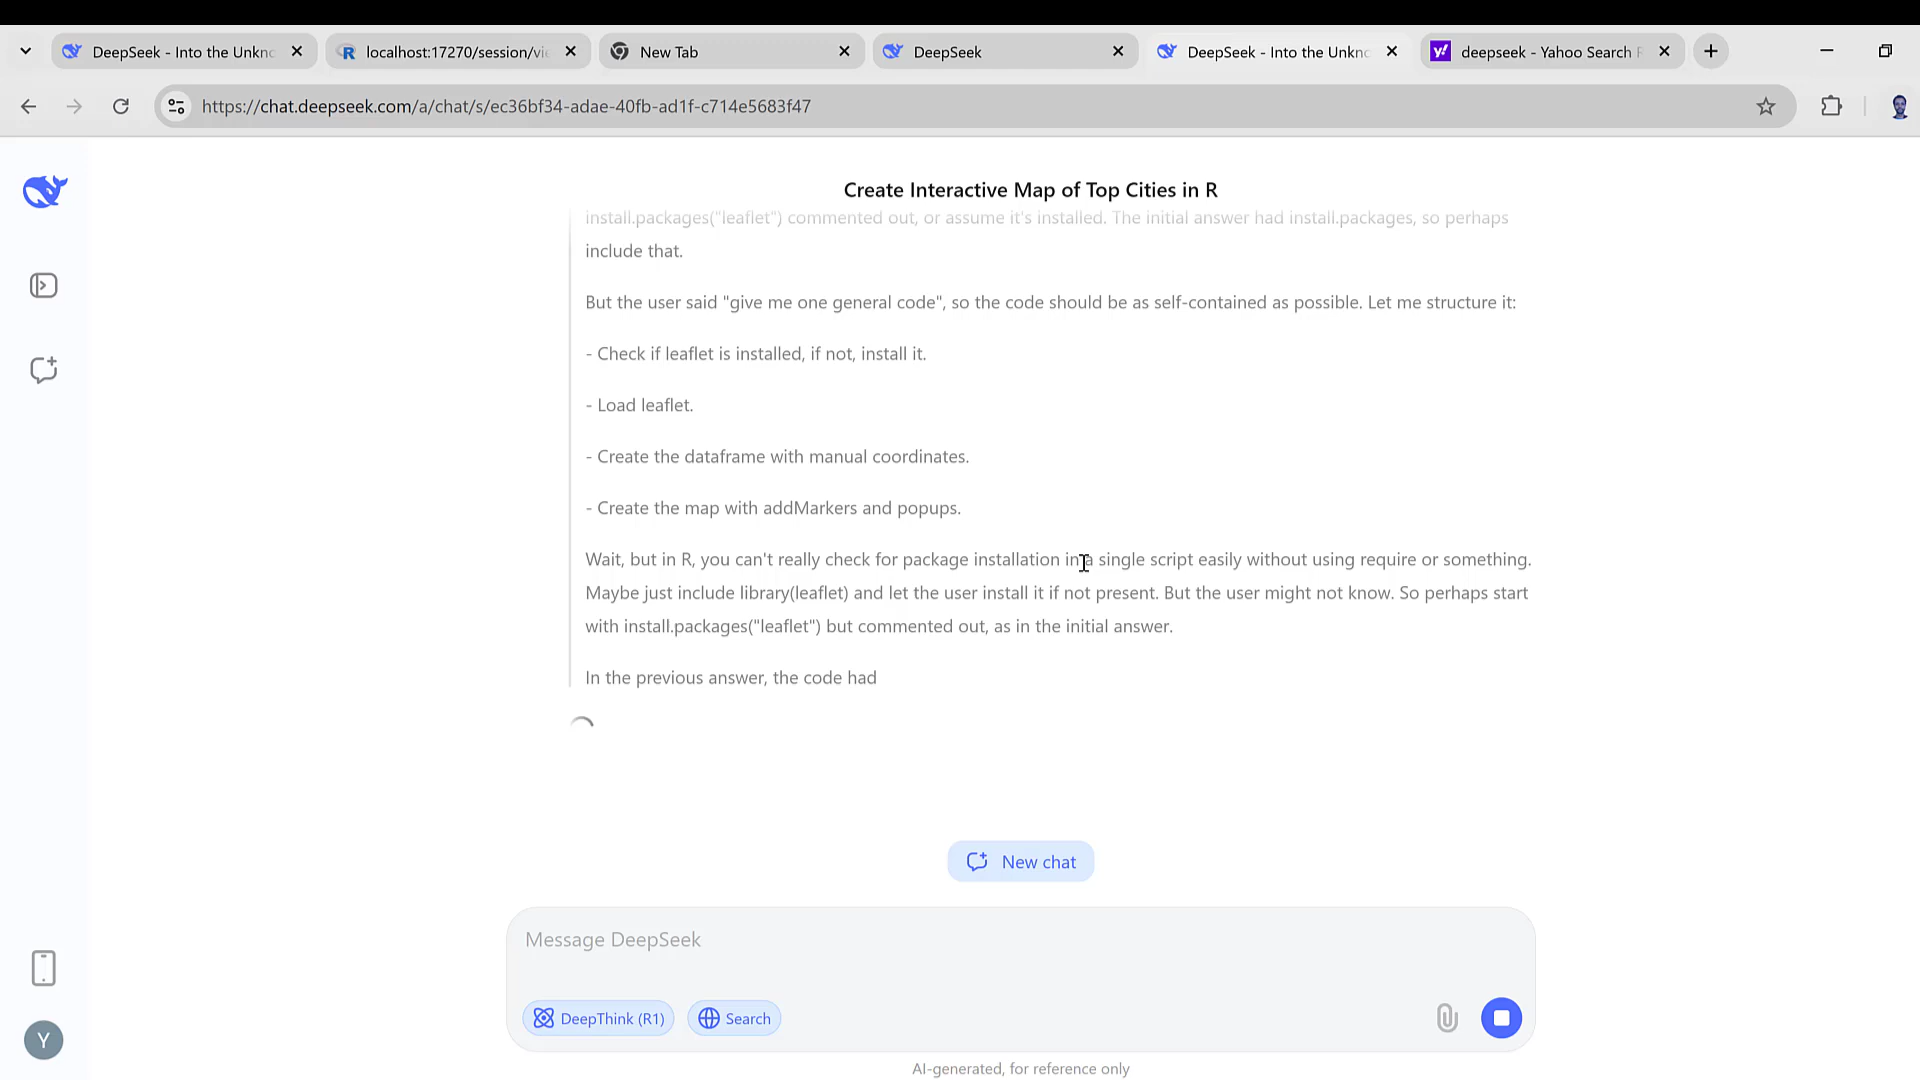 DeepSeek - Into the Unkno
localhost:17270/session/vie
New Tab
DeepSeek
DeepSeek - Into the Unkno
deepseek - Yahoo Search R
https://chat.deepseek.com/a/chat/s/ec36bf34-adae-40fb-ad1f-c714e5683f47
Create Interactive Map of Top Cities in R
install.packages("leaflet") commented out, or assume it's installed. The initial answer had install.packages, so perhaps
include that.
But the user said "give me one general code", so the code should be as self-contained as possible. Let me structure it:
- Check if leaflet is installed, if not, install it.
- Load leaflet.
- Create the dataframe with manual coordinates.
- Create the map with addMarkers and popups.
Wait, but in R, you can't really check for package installation in a single script easily without using require or something.
Maybe just include library(leaflet) and let the user install it if not present. But the user might not know. So perhaps start
with install.packages("leaflet") but commented out, as in the initial answer.
In the previous answer, the code had
New chat
Message DeepSeek
DeepThink (R1)
Search
Y
AI-generated, for reference only